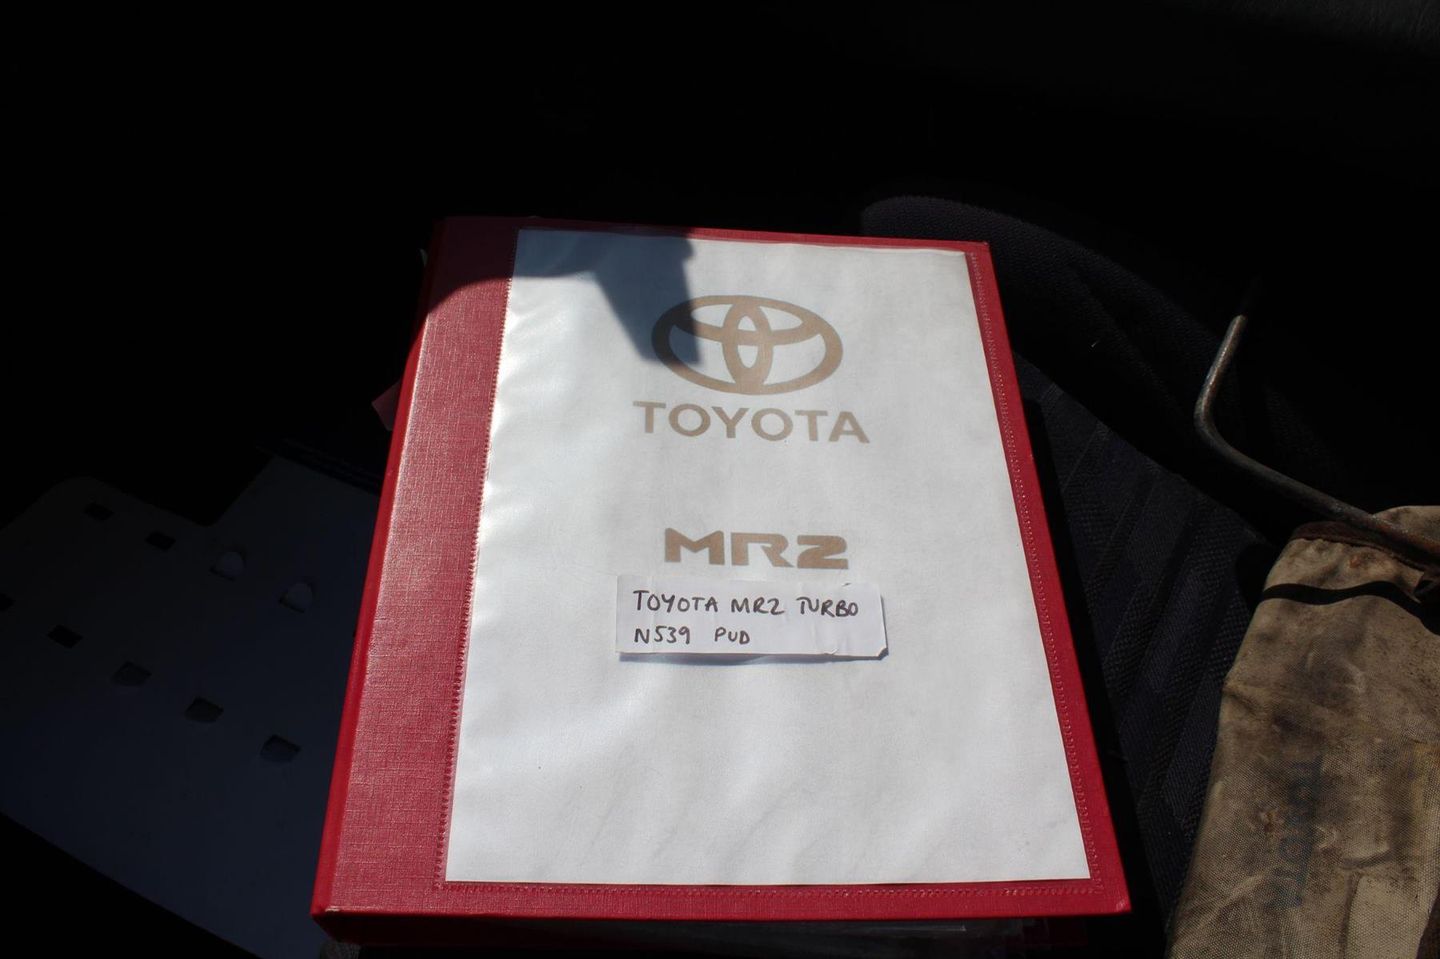 TOYOTA
MR2
TOYOTA MR2 TURBO
N539 PUD